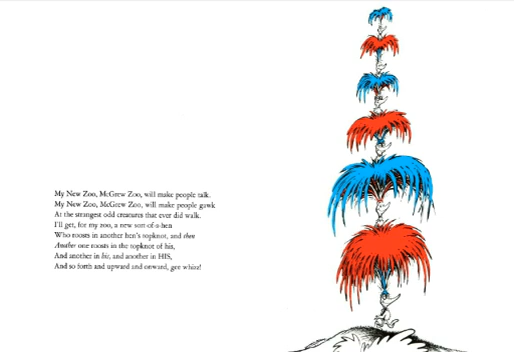 My New Zoo, McGrew Zoo, will make people talk.
My New Zoo, McGrew Zoo, will make people gawk
At the strangest odd creatures that ever did walk.
I'll get, for my zoo, a new sort-of-a-hen
Who roosts in another hen's topknot, and then
Another one roosts in the topknot of his,
And another in his, and another in HIS,
And so forth and upward and onward, gee whizz!